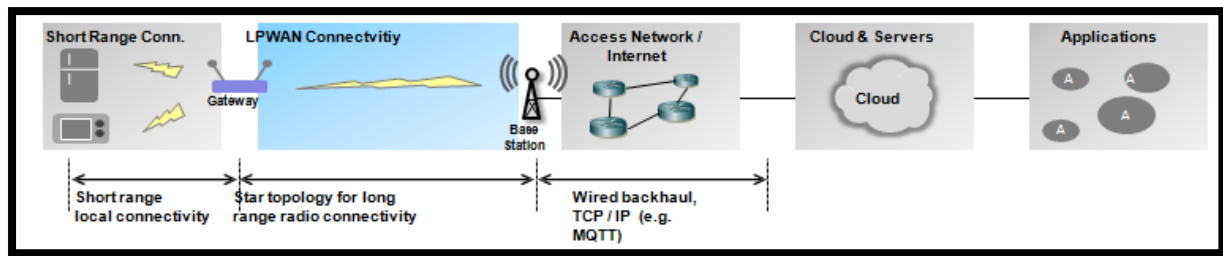 Short Range Conn.
LPWAN Connectvitiy
Access Network /
Internet
Cloud & Servers
Applications
Gateway
Base
Station
Cloud
A
A
A
A
Short range
local connectivity
Star topology for long
range radio connectivity
Wired backhaul,
TCP / IP (e.g.
MQTT)